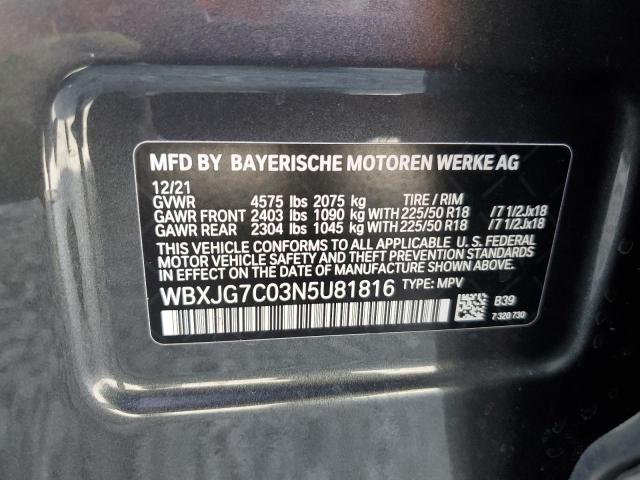 MFD BY BAYERISCHE MOTOREN WERKE AG
12/21
GVWR 4575 lbs 2075 kg TIRE / RIM
GAWR FRONT 2403 lbs 1090 kg WITH 225/50 R18 /7 1/2Jx18
GAWR REAR 2304 lbs 1045 kg WITH 225/50 R18 /7 1/2Jx18
THIS VEHICLE CONFORMS TO ALL APPLICABLE U. S. FEDERAL
MOTOR VEHICLE SAFETY AND THEFT PREVENTION STANDARDS
IN EFFECT ON THE DATE OF MANUFACTURE SHOWN ABOVE.
WBXJG7C03N5U81816 TYPE: MPV
B39
7 320 730